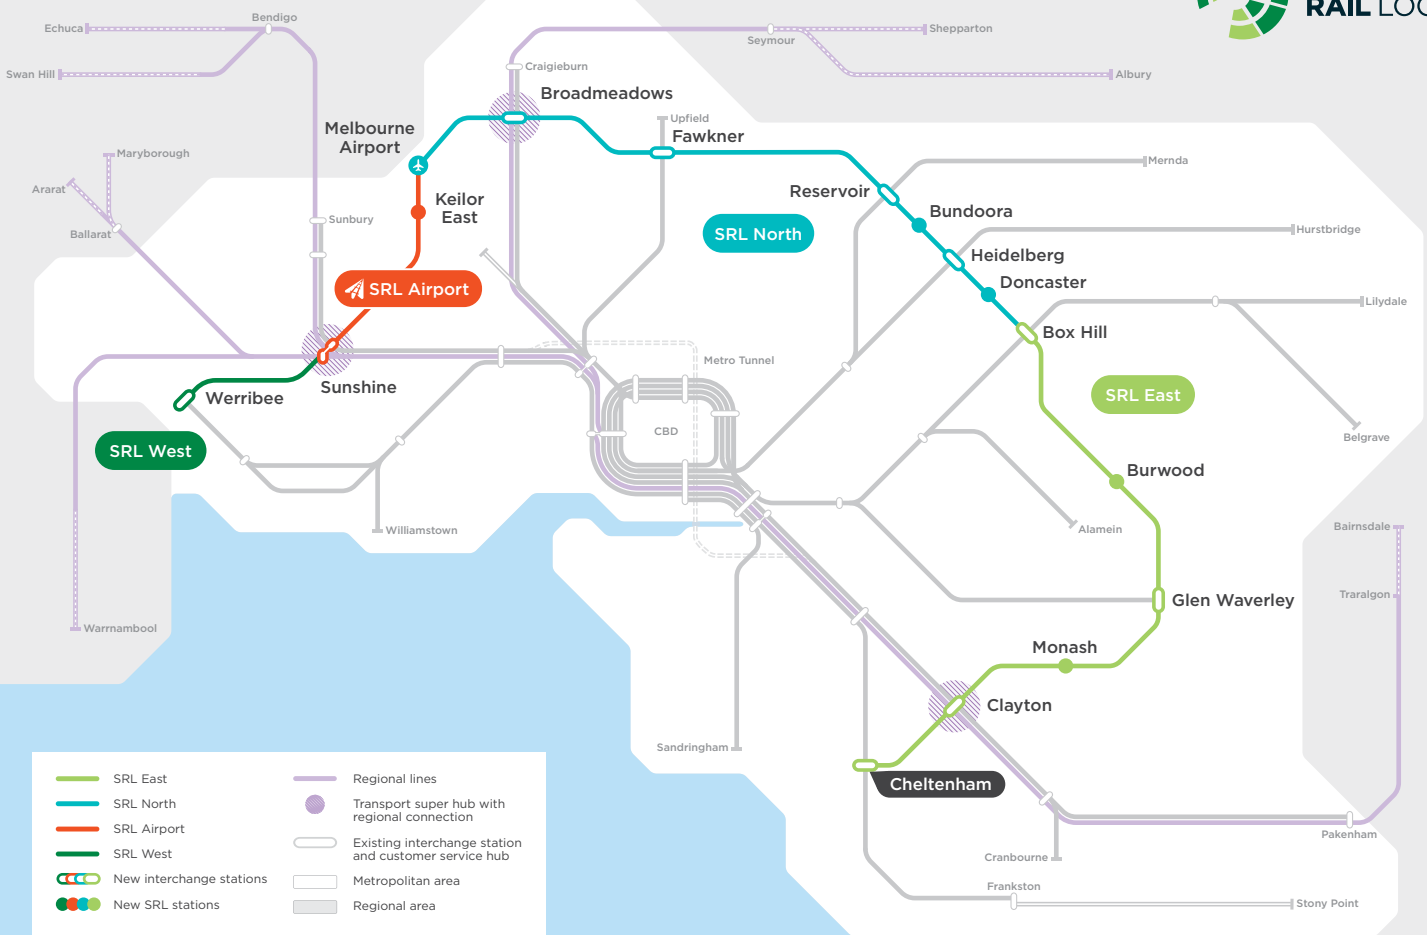 RAIL LOO
Echuca
Bendigo
Swan Hill
Shepparton
Seymour
Albury
Craigieburn
Broadmeadows
Melbourne
Airport
Upfield
Fawkner
Maryborough
Ararat
Ballarat
Mernda
Reservoir
Keilor
East
Sunbury
Bundoora
SRL North
Hurstbridge
Heidelberg
Doncaster
SRL Airport
Lilydale
Box Hill
Metro Tunnel
Sunshine
Werribee
SRL East
CBD
Belgrave
SRL West
Burwood
Williamstown
Alamein
Bairnsdale
Traralgon
Glen Waverley
Warrnambool
Monash
Clayton
Sandringham
Cheltenham
Pakenham
Cranbourne
Frankston
Stony Point
SRL East
SRL North
SRL Airport
SRL West
New interchange stations
New SRL stations
Regional lines
Transport super hub with
regional connection
Existing interchange station
and customer service hub
Metropolitan area
Regional area